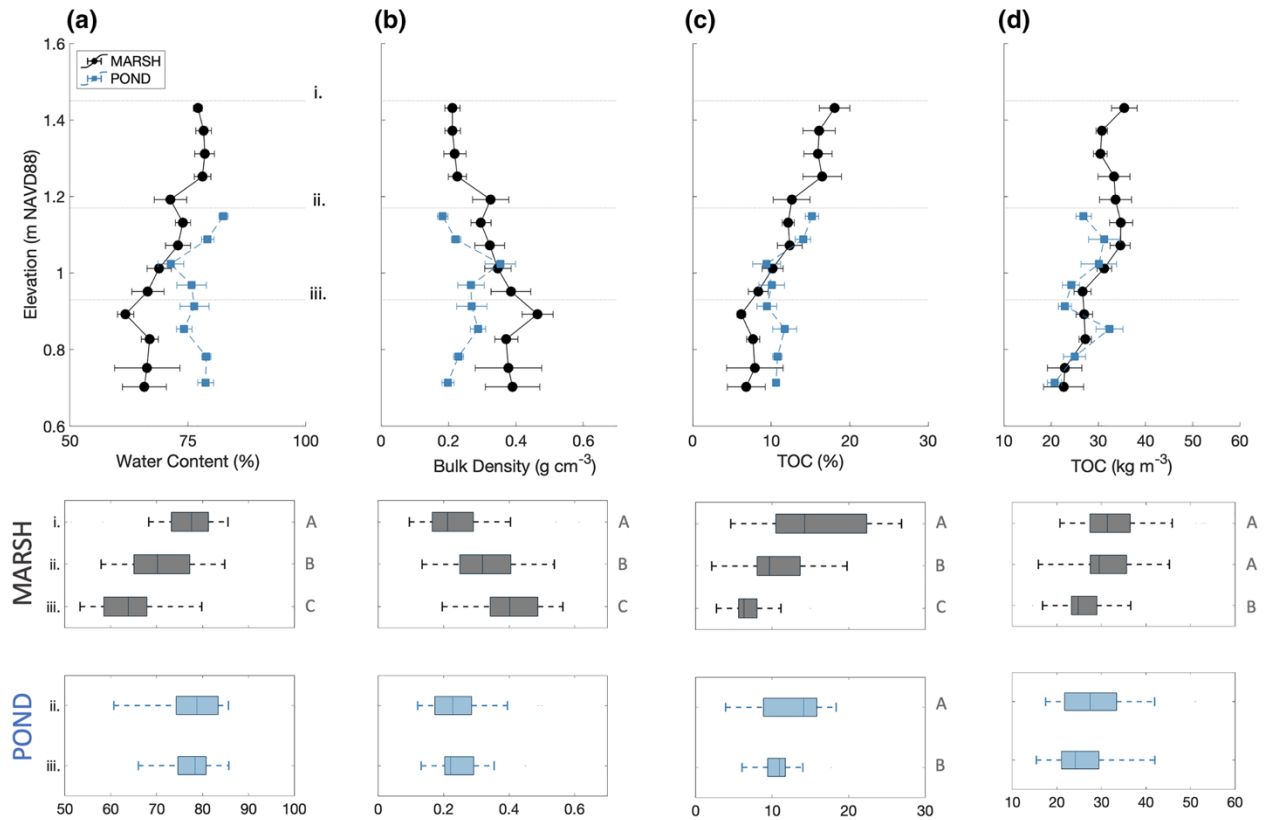 (a) (b) (c) (d)
1.6
MARSH
POND
i.
1.4
1.2
ii.
1
iii.
0.8
0.6
Elevation (m NAVD88)
50 75 100 0 0.2 0.4 0.6 0 10 20 30 10 20 30 40 50 60
Water Content (%) Bulk Density (g cm⁻³) TOC (%) TOC (kg m⁻³)
MARSH
i. A A A A
ii. B B B A
iii. C C C B
POND
ii. A
iii. B
50 60 70 80 90 100 0 0.2 0.4 0.6 0 10 20 30 10 20 30 40 50 60